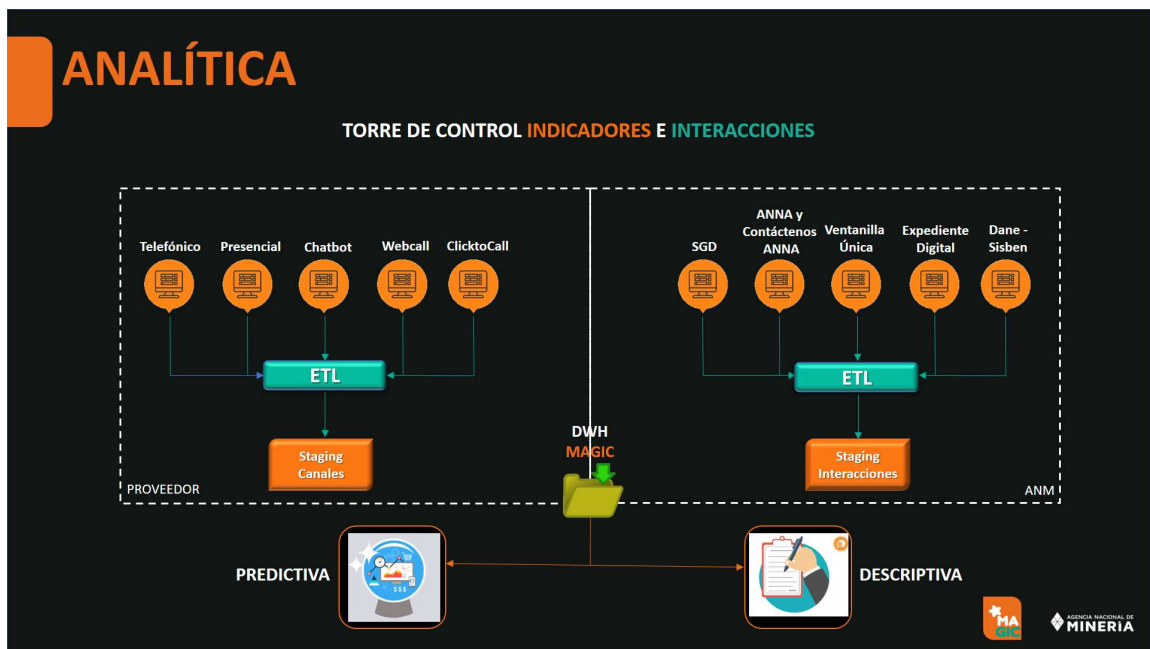 ANALÍTICA
TORRE DE CONTROL INDICADORES E INTERACCIONES
Telefónico
Presencial
Chatbot
Webcall
ClicktoCall
ETL
Staging
Canales
PROVEEDOR
SGD
ANNA y
Contáctenos
ANNA
Ventanilla
Única
Expediente
Digital
Dane -
Sisben
ETL
Staging
Interacciones
ANM
DWH
MAGIC
PREDICTIVA
$$$
DESCRIPTIVA
MA
GIC
AGENCIA NACIONAL DE
MINERÍA